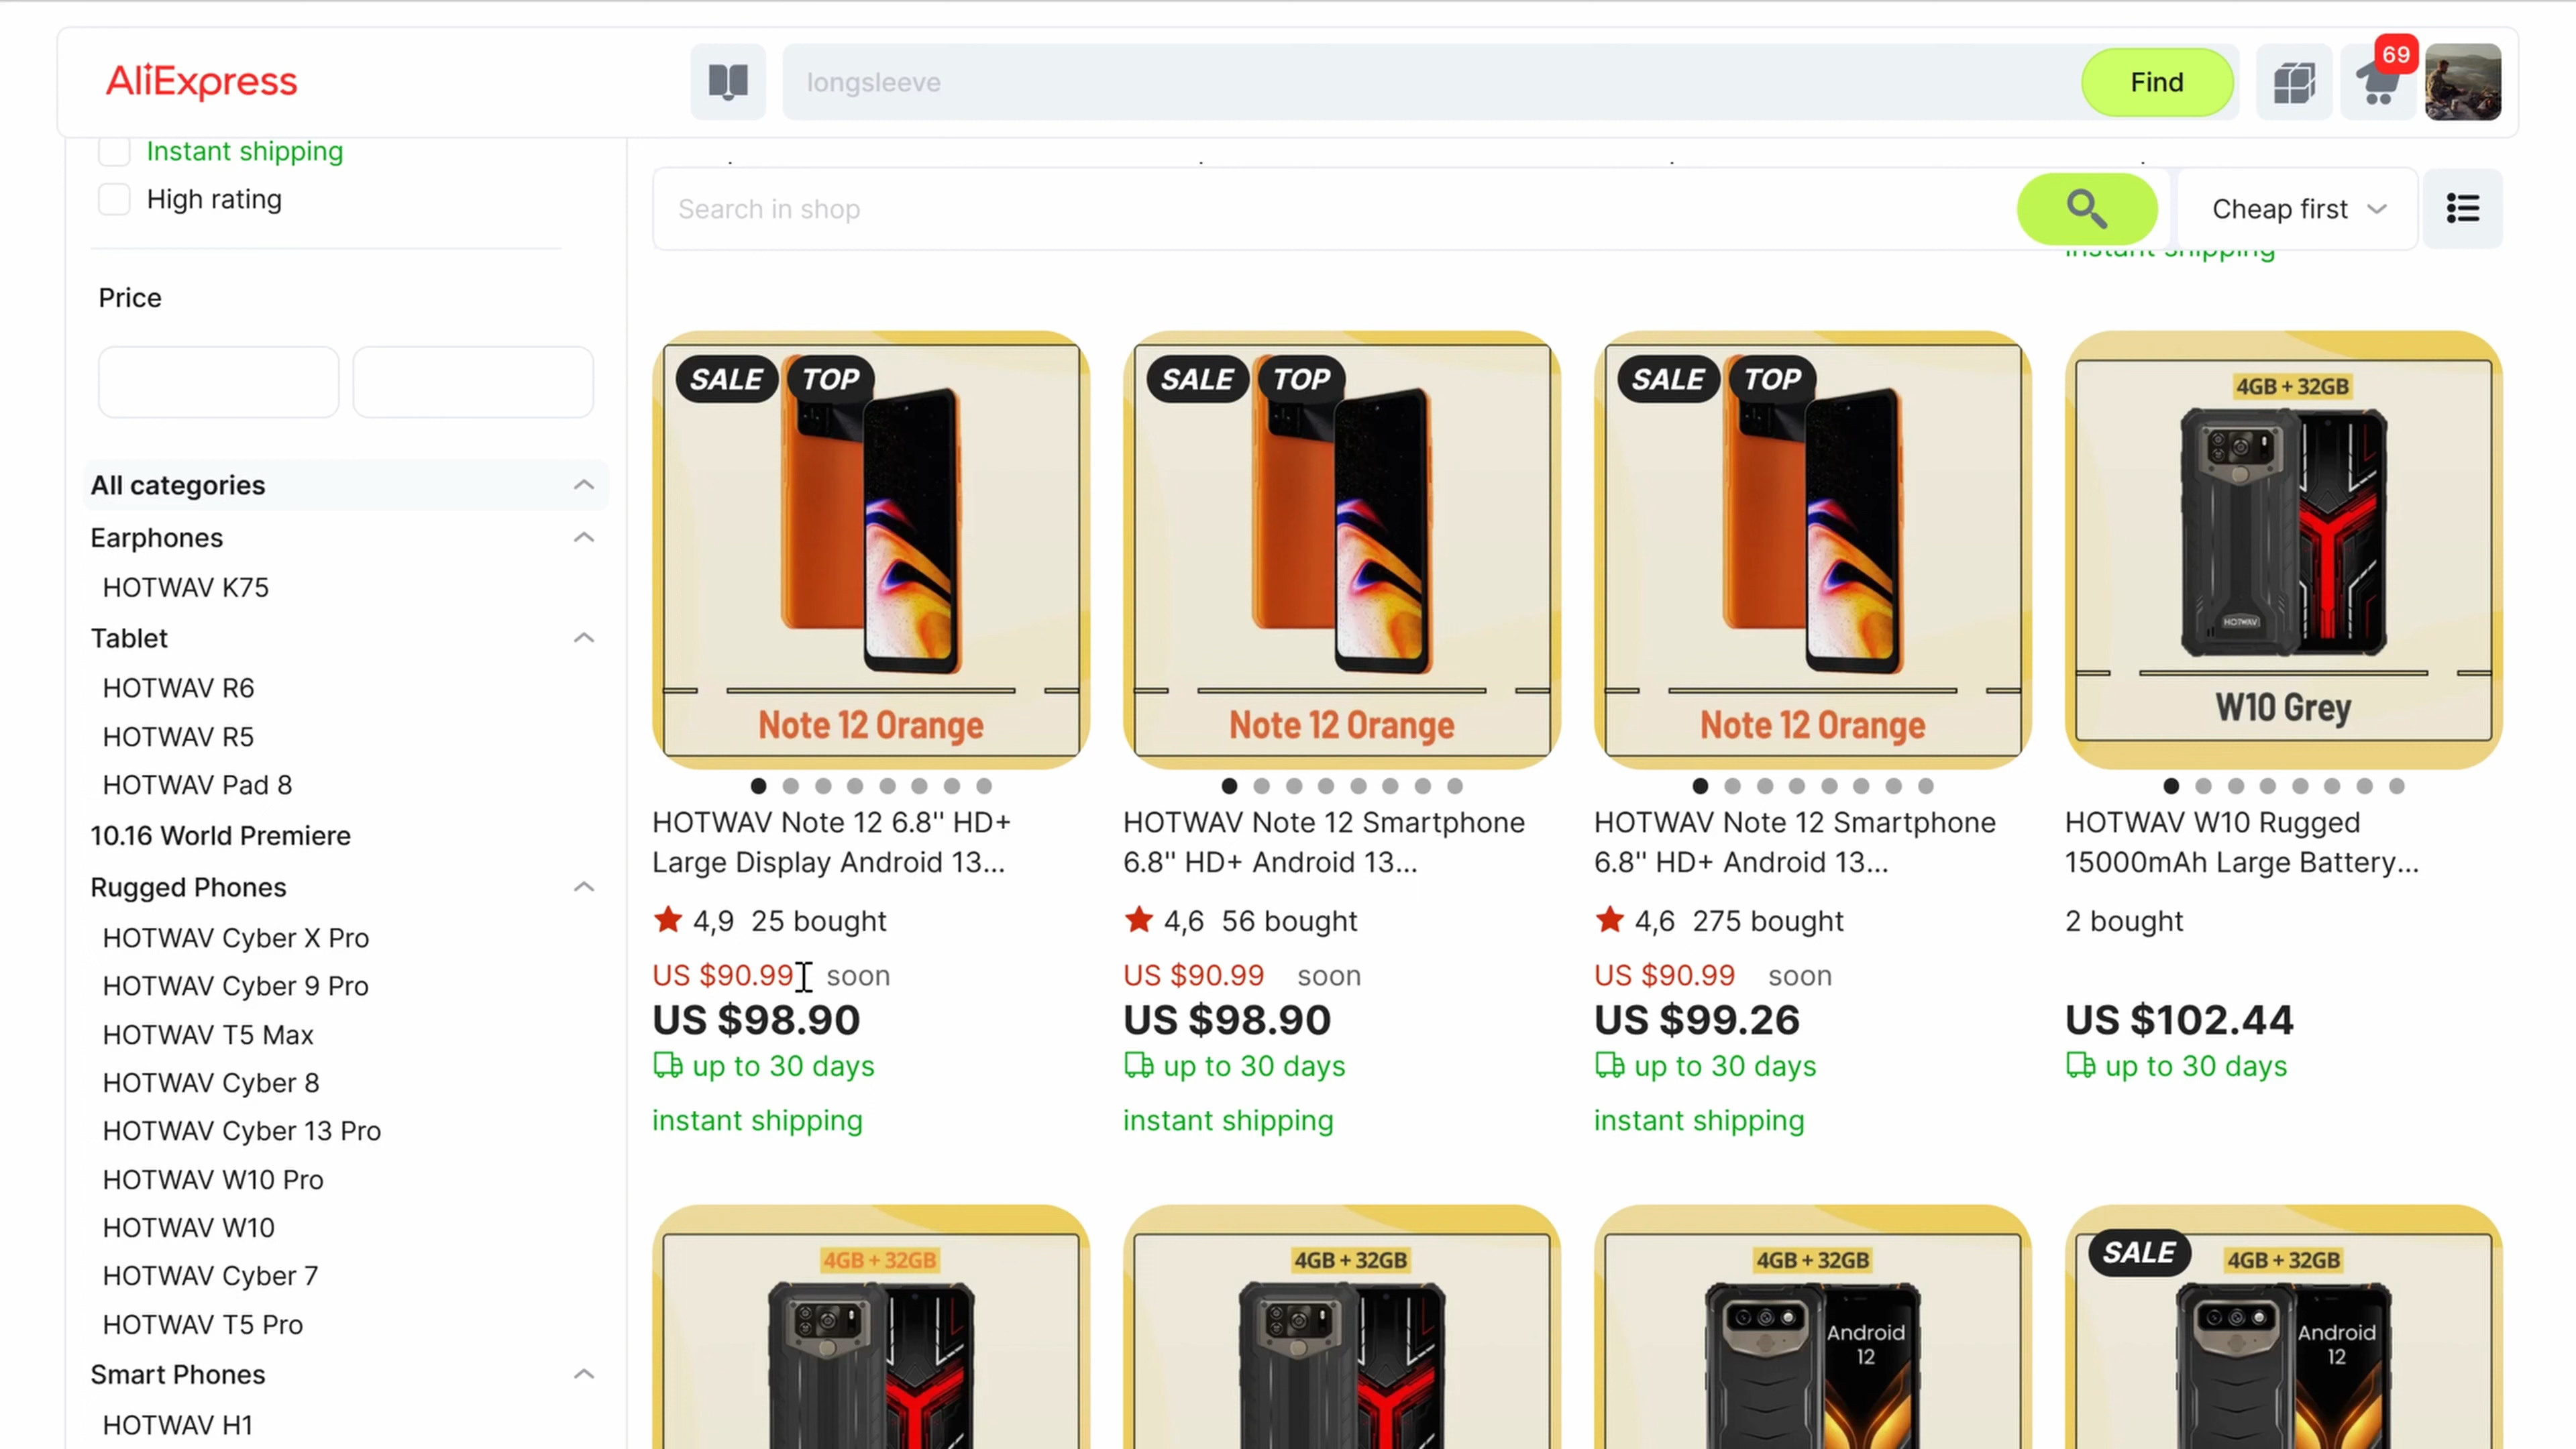 AliExpress
longsleeve
Find
69
Instant shipping
High rating
Search in shop
Cheap first
instant shipping
Price
All categories
Earphones
HOTWAV K75
Tablet
HOTWAV R6
HOTWAV R5
HOTWAV Pad 8
10.16 World Premiere
Rugged Phones
HOTWAV Cyber X Pro
HOTWAV Cyber 9 Pro
HOTWAV T5 Max
HOTWAV Cyber 8
HOTWAV Cyber 13 Pro
HOTWAV W10 Pro
HOTWAV W10
HOTWAV Cyber 7
HOTWAV T5 Pro
Smart Phones
HOTWAV H1
SALE TOP
Note 12 Orange
HOTWAV Note 12 6.8'' HD+
Large Display Android 13...
4,9 25 bought
US $90.99 soon
US $98.90
up to 30 days
instant shipping
SALE TOP
Note 12 Orange
HOTWAV Note 12 Smartphone
6.8'' HD+ Android 13...
4,6 56 bought
US $90.99 soon
US $98.90
up to 30 days
instant shipping
SALE TOP
Note 12 Orange
HOTWAV Note 12 Smartphone
6.8'' HD+ Android 13...
4,6 275 bought
US $90.99 soon
US $99.26
up to 30 days
instant shipping
4GB + 32GB
HOTWAV
W10 Grey
HOTWAV W10 Rugged
15000mAh Large Battery...
2 bought
US $102.44
up to 30 days
4GB + 32GB
4GB + 32GB
4GB + 32GB
Android
12
SALE
4GB + 32GB
Android
12